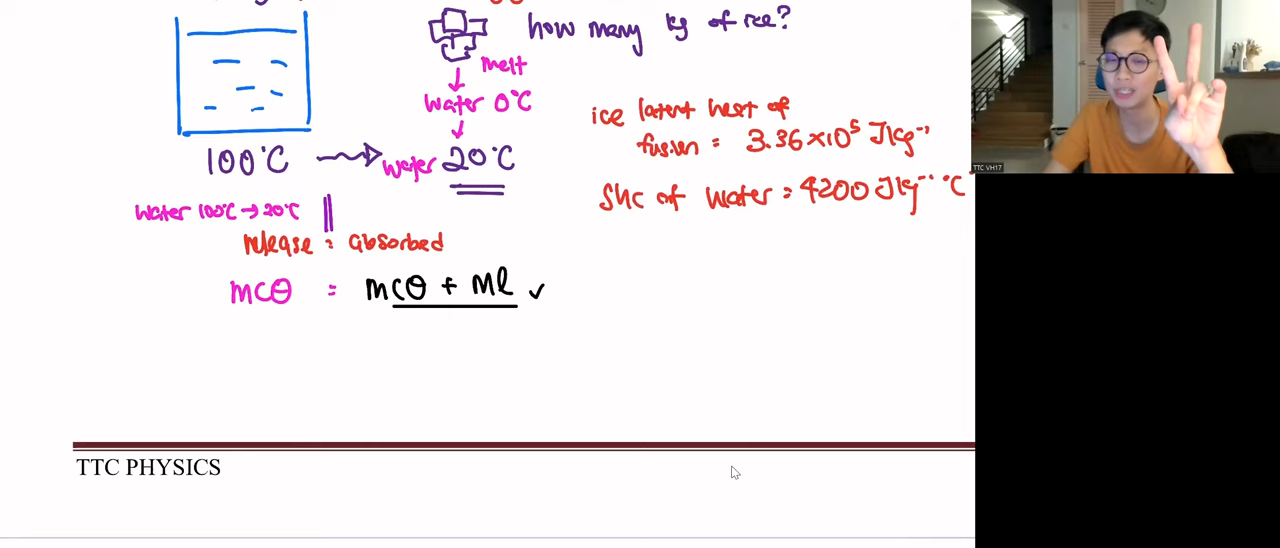 how many kg of ice?
melt
water 0°C
100°C
water 20°C
ice latent heat of
fusion = 3.36 × 10⁵ Jkg⁻¹
shc of water = 4200 Jkg⁻¹ °C⁻¹
water 100°C → 20°C
release = absorbed
mcθ = mcθ + ml ✓
TTC VH17
TTC PHYSICS